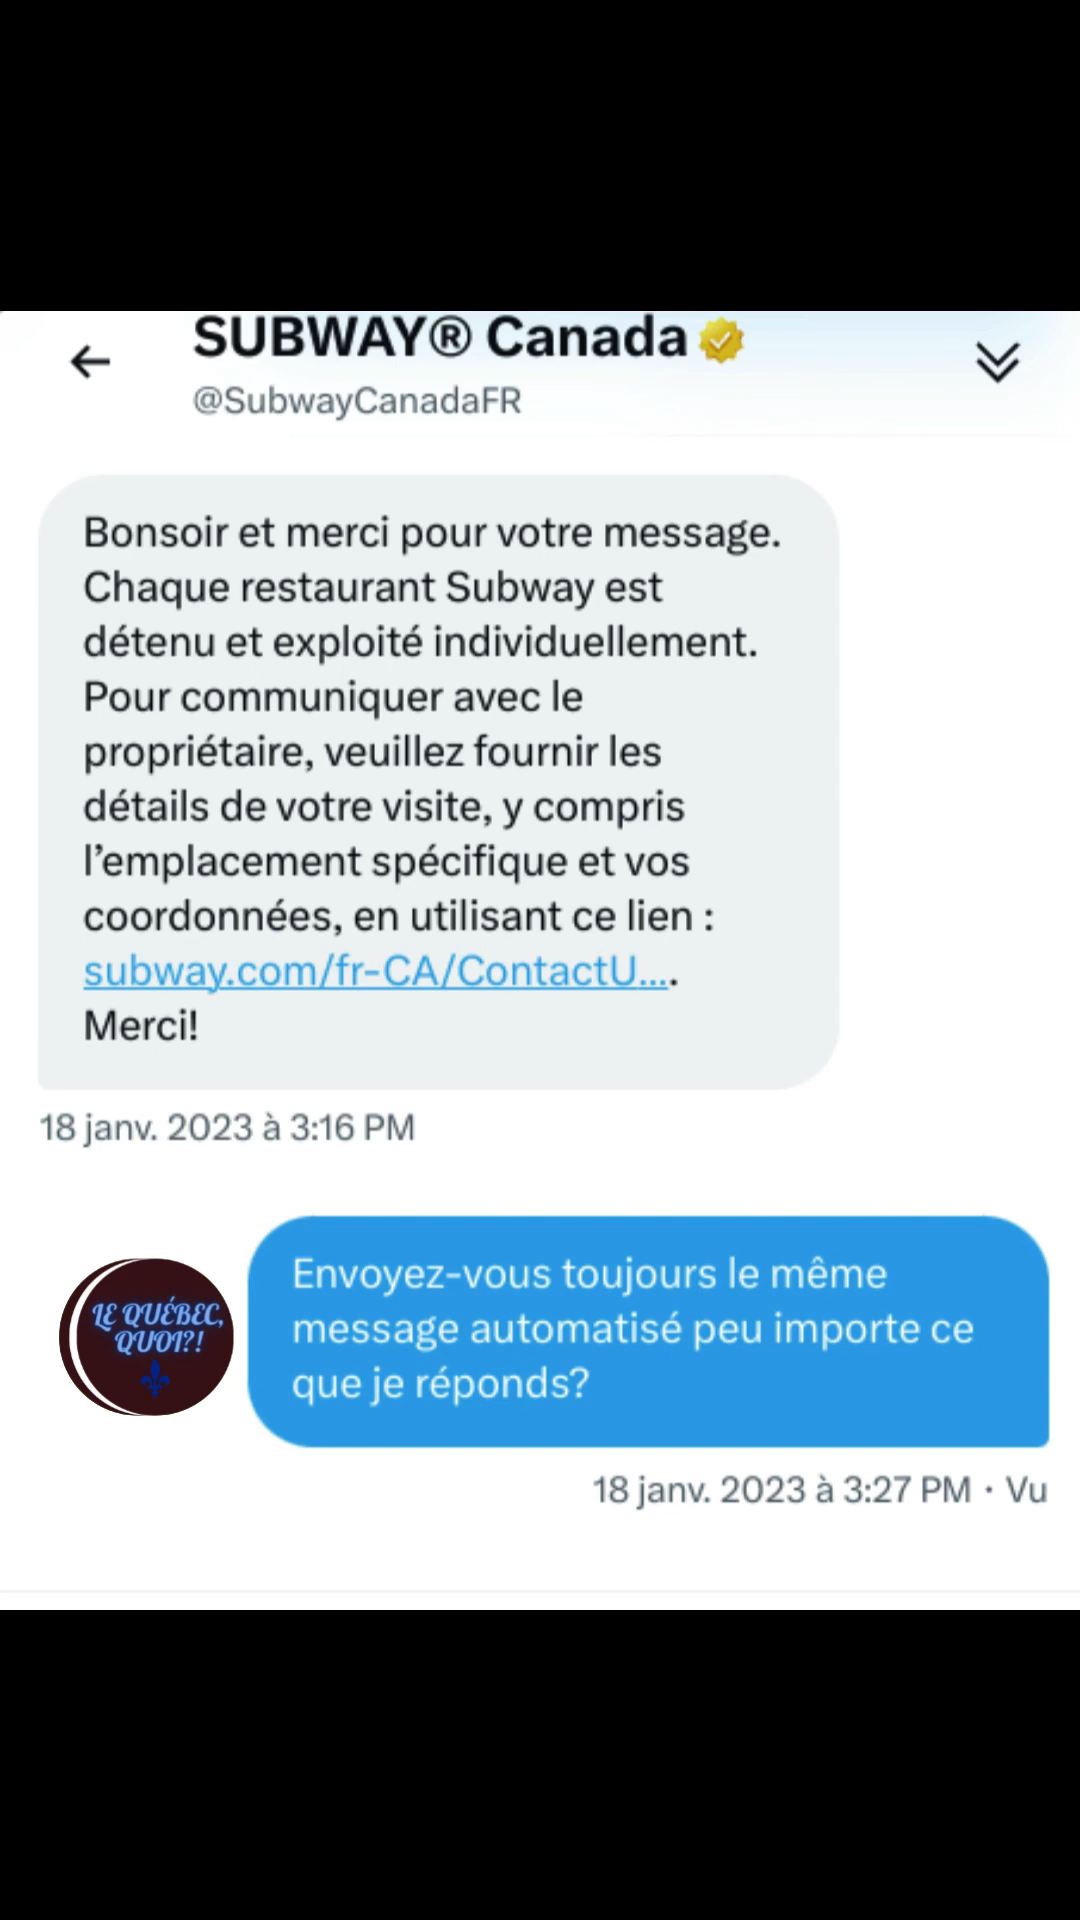 SUBWAY® Canada
@SubwayCanadaFR
Bonsoir et merci pour votre message.
Chaque restaurant Subway est
détenu et exploité individuellement.
Pour communiquer avec le
propriétaire, veuillez fournir les
détails de votre visite, y compris
l’emplacement spécifique et vos
coordonnées, en utilisant ce lien :
subway.com/fr-CA/ContactU....
Merci!
18 janv. 2023 à 3:16 PM
LE QUÉBEC,
QUOI?!
Envoyez-vous toujours le même
message automatisé peu importe ce
que je réponds?
18 janv. 2023 à 3:27 PM · Vu